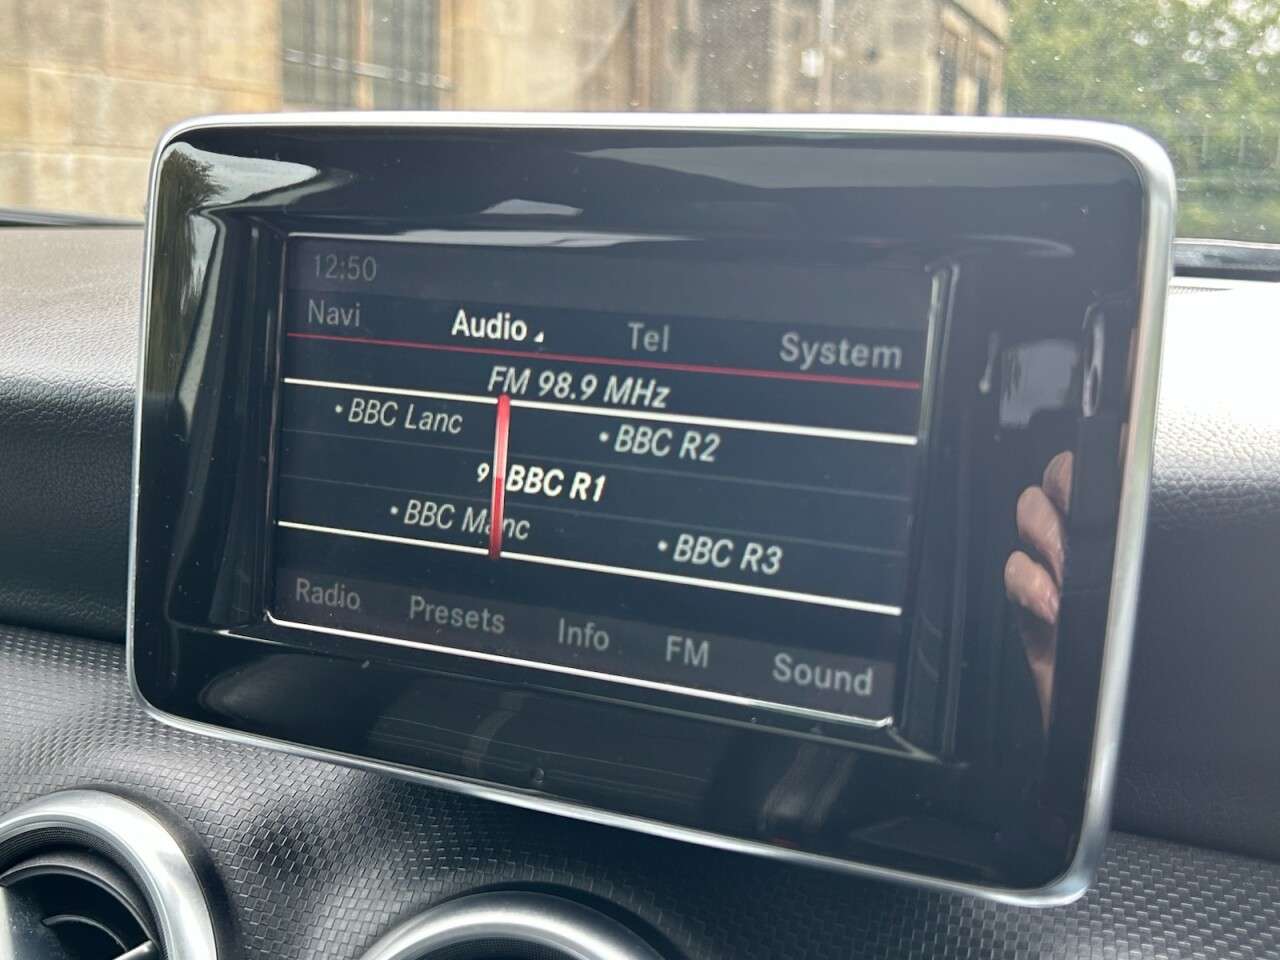 12:50
Navi Audio Tel System
FM 98.9 MHz
• BBC Lanc • BBC R2
9 BBC R1
• BBC Manc • BBC R3
Radio Presets Info FM Sound